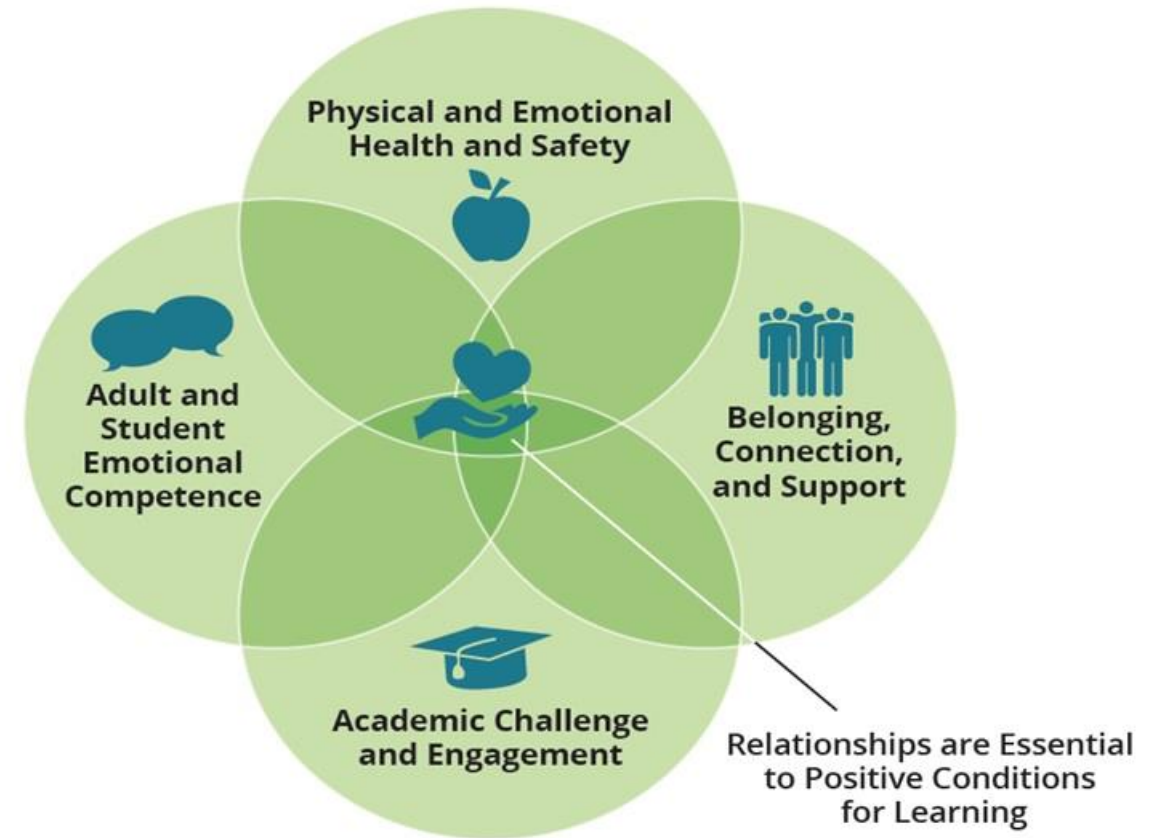 Physical and Emotional
Health and Safety
Adult and
Student
Emotional
Competence
Belonging,
Connection,
and Support
Academic Challenge
and Engagement
Relationships are Essential
to Positive Conditions
for Learning